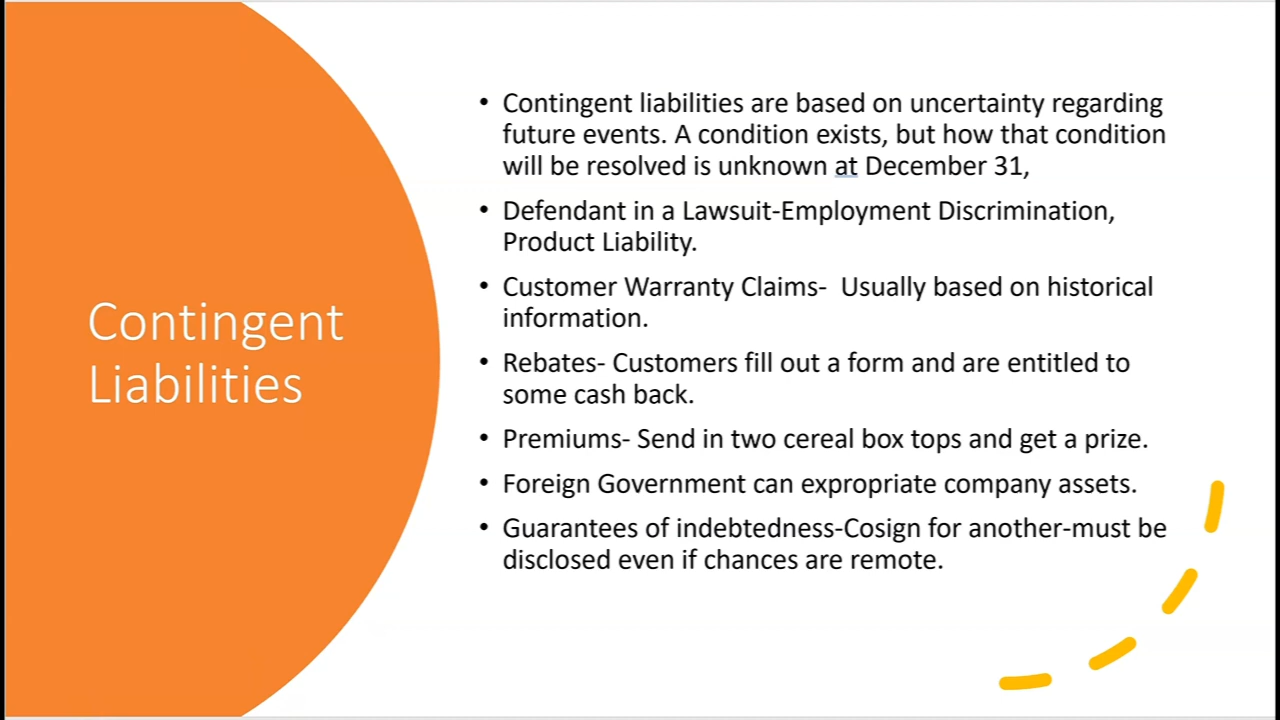 Contingent
Liabilities
• Contingent liabilities are based on uncertainty regarding
future events. A condition exists, but how that condition
will be resolved is unknown at December 31,
• Defendant in a Lawsuit-Employment Discrimination,
Product Liability.
• Customer Warranty Claims-  Usually based on historical
information.
• Rebates- Customers fill out a form and are entitled to
some cash back.
• Premiums- Send in two cereal box tops and get a prize.
• Foreign Government can expropriate company assets.
• Guarantees of indebtedness-Cosign for another-must be
disclosed even if chances are remote.